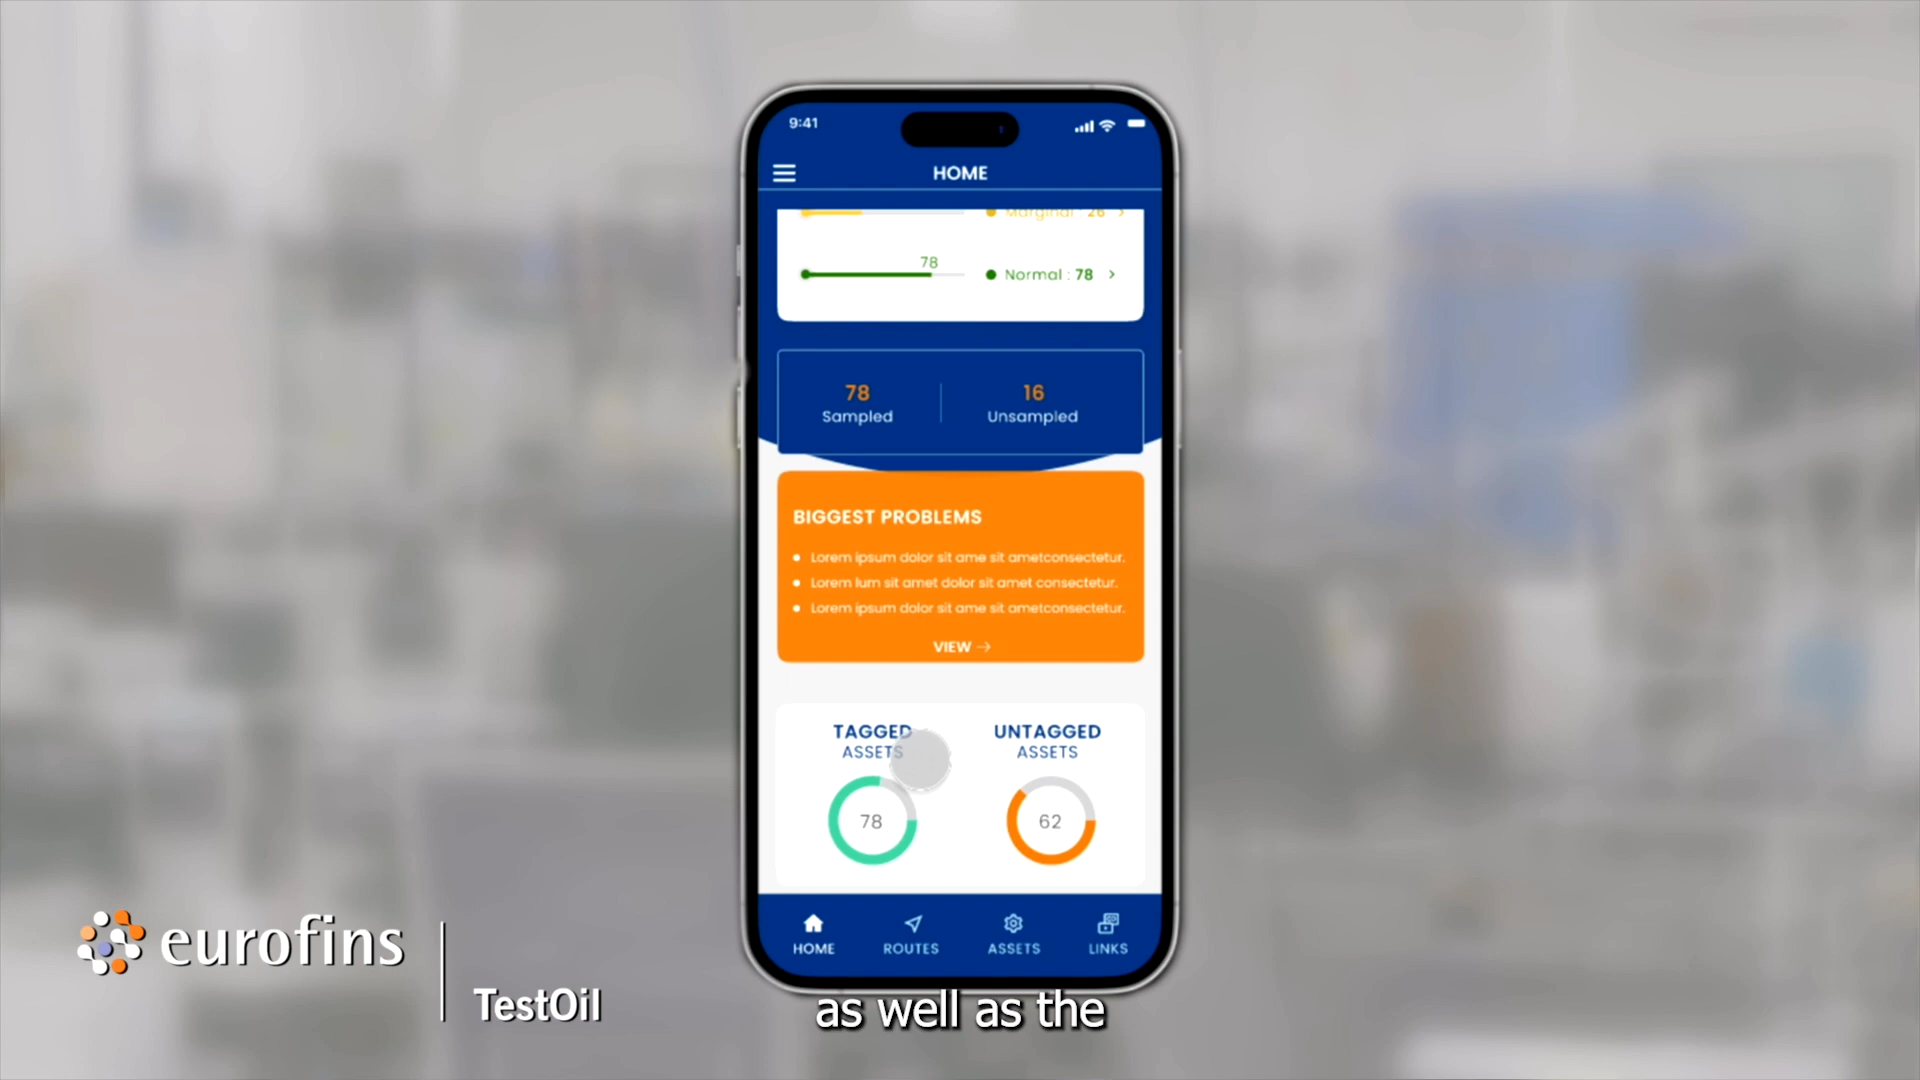 9:41
HOME
Marginal : 26 >
78
Normal : 78 >
78
Sampled
16
Unsampled
BIGGEST PROBLEMS
Lorem ipsum dolor sit ame sit ametconsectetur.
Lorem lum sit amet dolor sit amet consectetur.
Lorem ipsum dolor sit ame sit ametconsectetur.
VIEW →
TAGGED
ASSETS
UNTAGGED
ASSETS
78
62
HOME
ROUTES
ASSETS
LINKS
eurofins
TestOil
as well as the